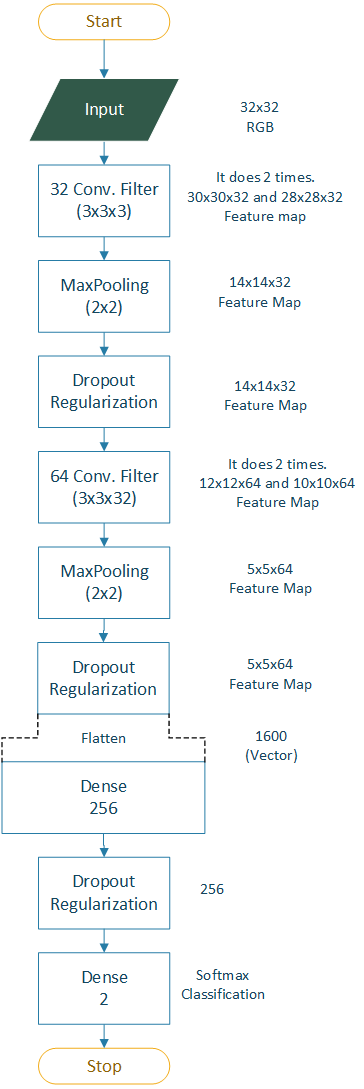 Start
Input
32x32
RGB
32 Conv. Filter
(3x3x3)
It does 2 times.
30x30x32 and 28x28x32
Feature map
MaxPooling
(2x2)
14x14x32
Feature Map
Dropout
Regularization
14x14x32
Feature Map
64 Conv. Filter
(3x3x32)
It does 2 times.
12x12x64 and 10x10x64
Feature Map
MaxPooling
(2x2)
5x5x64
Feature Map
Dropout
Regularization
5x5x64
Feature Map
Flatten
1600
(Vector)
Dense
256
Dropout
Regularization
256
Dense
2
Softmax
Classification
Stop